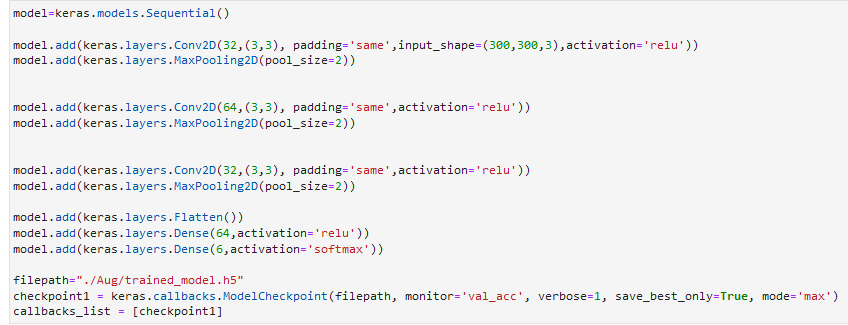 model=keras.models.Sequential()
model.add(keras.layers.Conv2D(32,(3,3), padding='same',input_shape=(300,300,3),activation='relu'))
model.add(keras.layers.MaxPooling2D(pool_size=2))
model.add(keras.layers.Conv2D(64,(3,3), padding='same',activation='relu'))
model.add(keras.layers.MaxPooling2D(pool_size=2))
model.add(keras.layers.Conv2D(32,(3,3), padding='same',activation='relu'))
model.add(keras.layers.MaxPooling2D(pool_size=2))
model.add(keras.layers.Flatten())
model.add(keras.layers.Dense(64,activation='relu'))
model.add(keras.layers.Dense(6,activation='softmax'))
filepath="./Aug/trained_model.h5"
checkpoint1 = keras.callbacks.ModelCheckpoint(filepath, monitor='val_acc', verbose=1, save_best_only=True, mode='max')
callbacks_list = [checkpoint1]